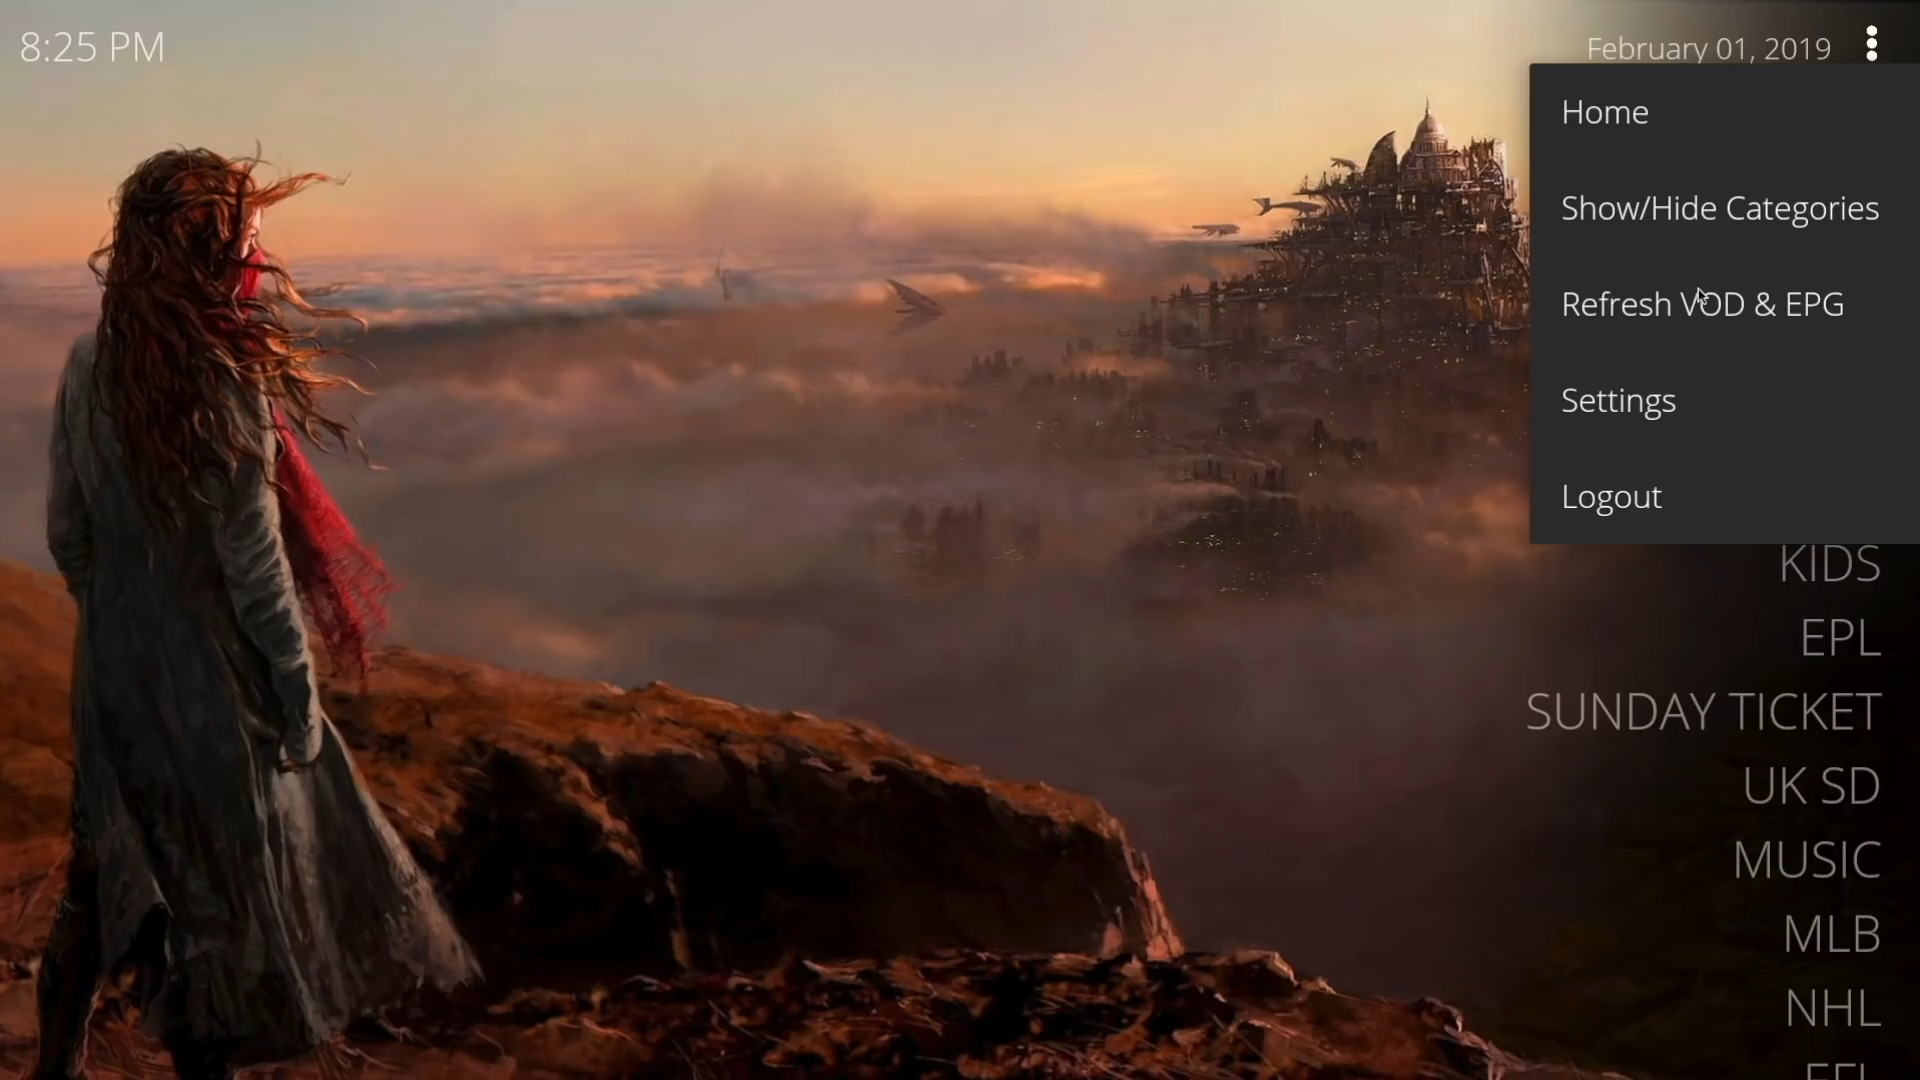 8:25 PM
February 01, 2019
Home
Show/Hide Categories
Refresh VOD & EPG
Settings
Logout
KIDS
EPL
SUNDAY TICKET
UK SD
MUSIC
MLB
NHL